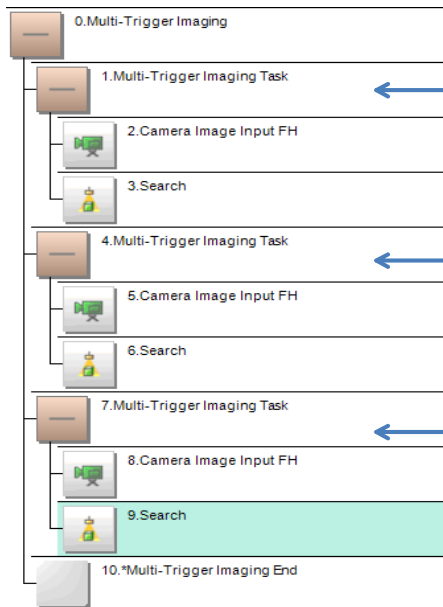 0.Multi-Trigger Imaging
1.Multi-Trigger Imaging Task
2.Camera Image Input FH
3.Search
4.Multi-Trigger Imaging Task
5.Camera Image Input FH
6.Search
7.Multi-Trigger Imaging Task
8.Camera Image Input FH
9.Search
10.*Multi-Trigger Imaging End